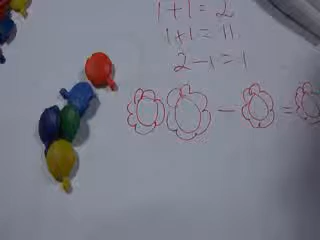 1 + 1 = 2
1 + 1 = 11
2 - 1 = 1
- =